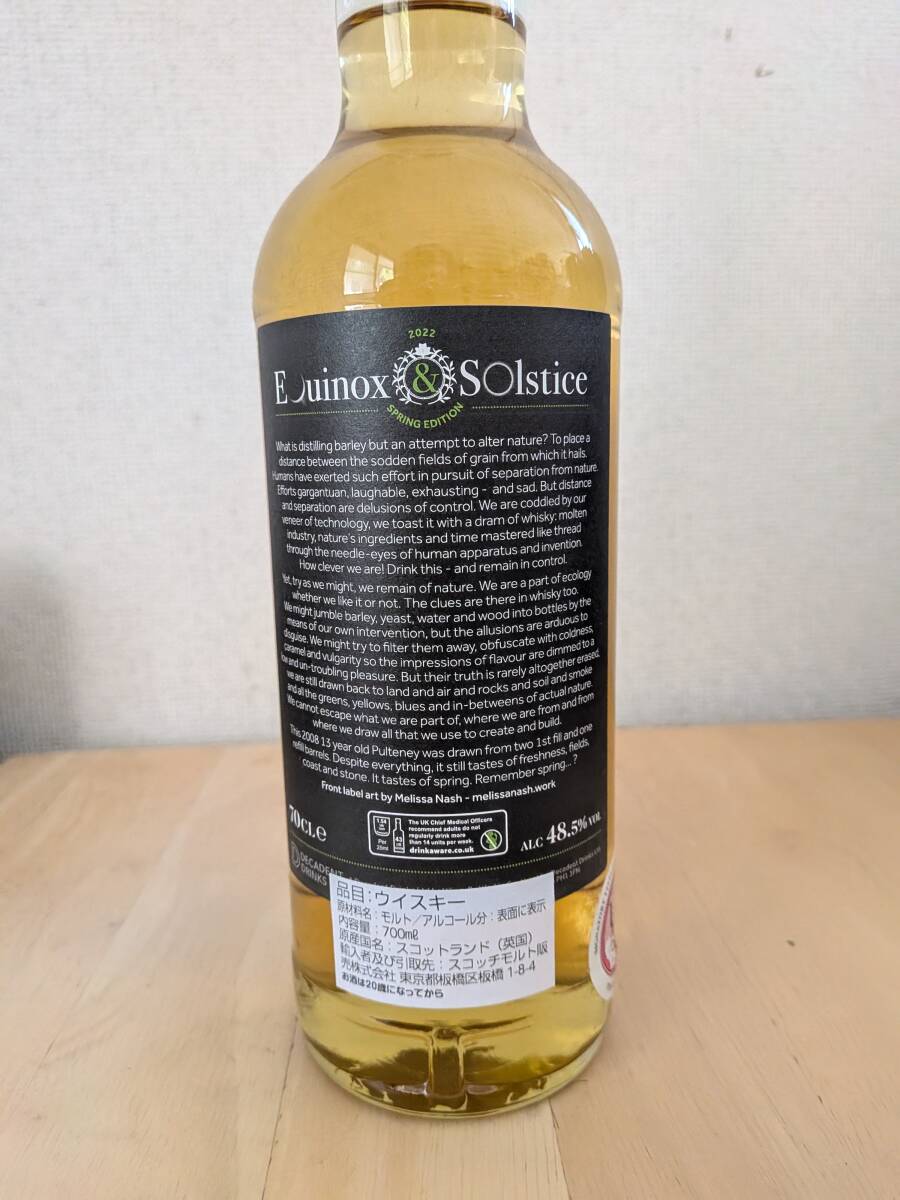 2022
EQuinox & SOlstice
SPRING EDITION
What is distilling barley but an attempt to alter nature? To place a
distance between the sodden fields of grain from which it hails.
Humans have exerted such effort in pursuit of separation from nature.
Efforts gargantuan, laughable, exhausting - and sad. But distance
and separation are delusions of control. We are coddled by our
veneer of technology, we toast it with a dram of whisky: molten
industry, nature's ingredients and time mastered like thread
through the needle-eyes of human apparatus and invention.
How clever we are! Drink this - and remain in control.
Yet, try as we might, we remain of nature. We are a part of ecology
whether we like it or not. The clues are there in whisky too.
We might jumble barley, yeast, water and wood into bottles by the
means of our own intervention, but the allusions are arduous to
disguise. We might try to filter them away, obfuscate with coldness,
caramel and vulgarity so the impressions of flavour are dimmed to a
low and un-troubling pleasure. But their truth is rarely altogether erased,
we are still drawn back to land and air and rocks and soil and smoke
and all the greens, yellows, blues and in-betweens of actual nature.
We cannot escape what we are part of, where we are from and from
where we draw all that we use to create and build.
This 2008 13 year old Pulteney was drawn from two 1st fill and one
refill barrels. Despite everything, it still tastes of freshness, fields,
coast and stone. It tastes of spring. Remember spring...?
Front label art by Melissa Nash - melissanash.work
70CLe
Per
25ml
43
The UK Chief Medical Officers
recommend adults do not
regularly drink more
than 14 units per week.
drinkaware.co.uk
ALC 48.5% VOL
DECADENT
DRINKS
Decadent Drinks
PH1 3FN
品目:ウイスキー
原材料名:モルト/アルコール分:表面に表示
内容量:700mℓ
原産国名:スコットランド(英国)
輸入者及び引取先:スコッチモルト販
売株式会社 東京都板橋区板橋 1-8-4
お酒は20歳になってから